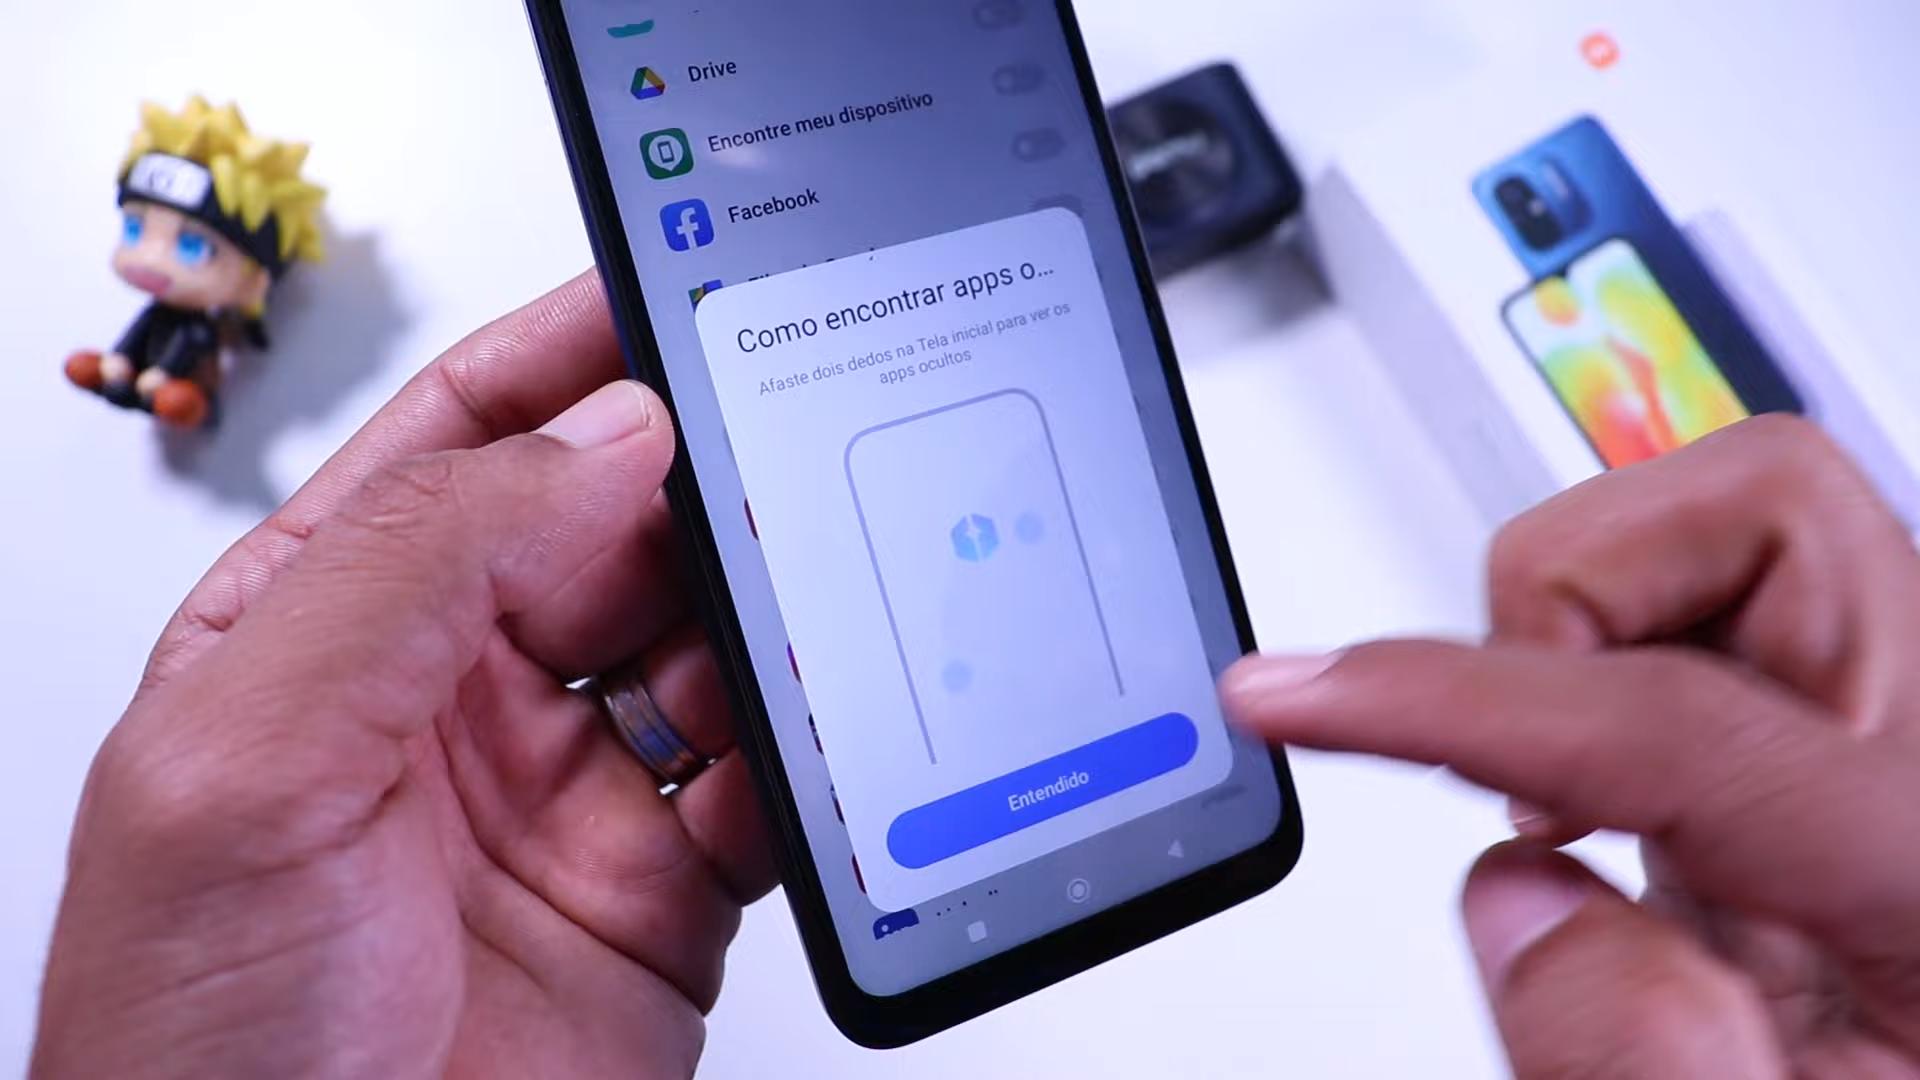 Drive
Encontre meu dispositivo
Facebook
Como encontrar apps o...
Afaste dois dedos na Tela inicial para ver os
apps ocultos
Entendido